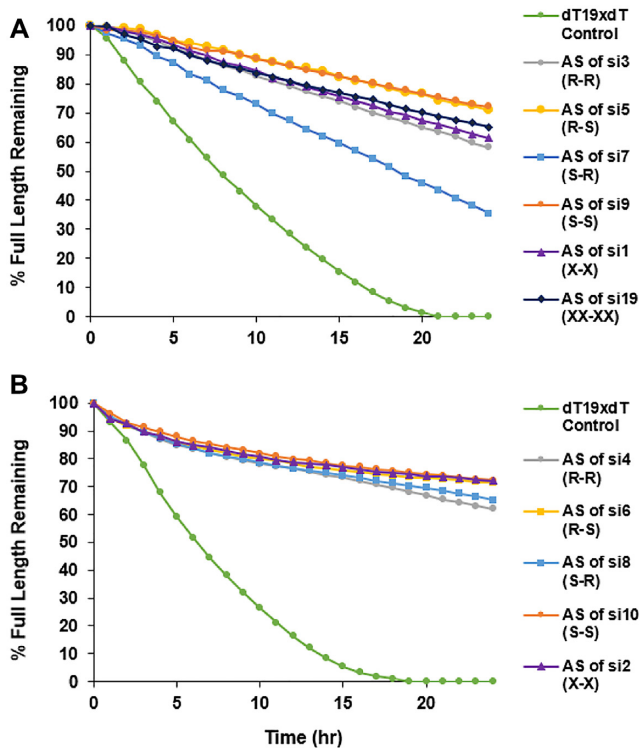 A
% Full Length Remaining
100
90
80
70
60
50
40
30
20
10
0
0 5 10 15 20
dT19xdT
Control
AS of si3
(R-R)
AS of si5
(R-S)
AS of si7
(S-R)
AS of si9
(S-S)
AS of si1
(X-X)
AS of si19
(XX-XX)
B
% Full Length Remaining
100
90
80
70
60
50
40
30
20
10
0
0 5 10 15 20
Time (hr)
dT19xdT
Control
AS of si4
(R-R)
AS of si6
(R-S)
AS of si8
(S-R)
AS of si10
(S-S)
AS of si2
(X-X)